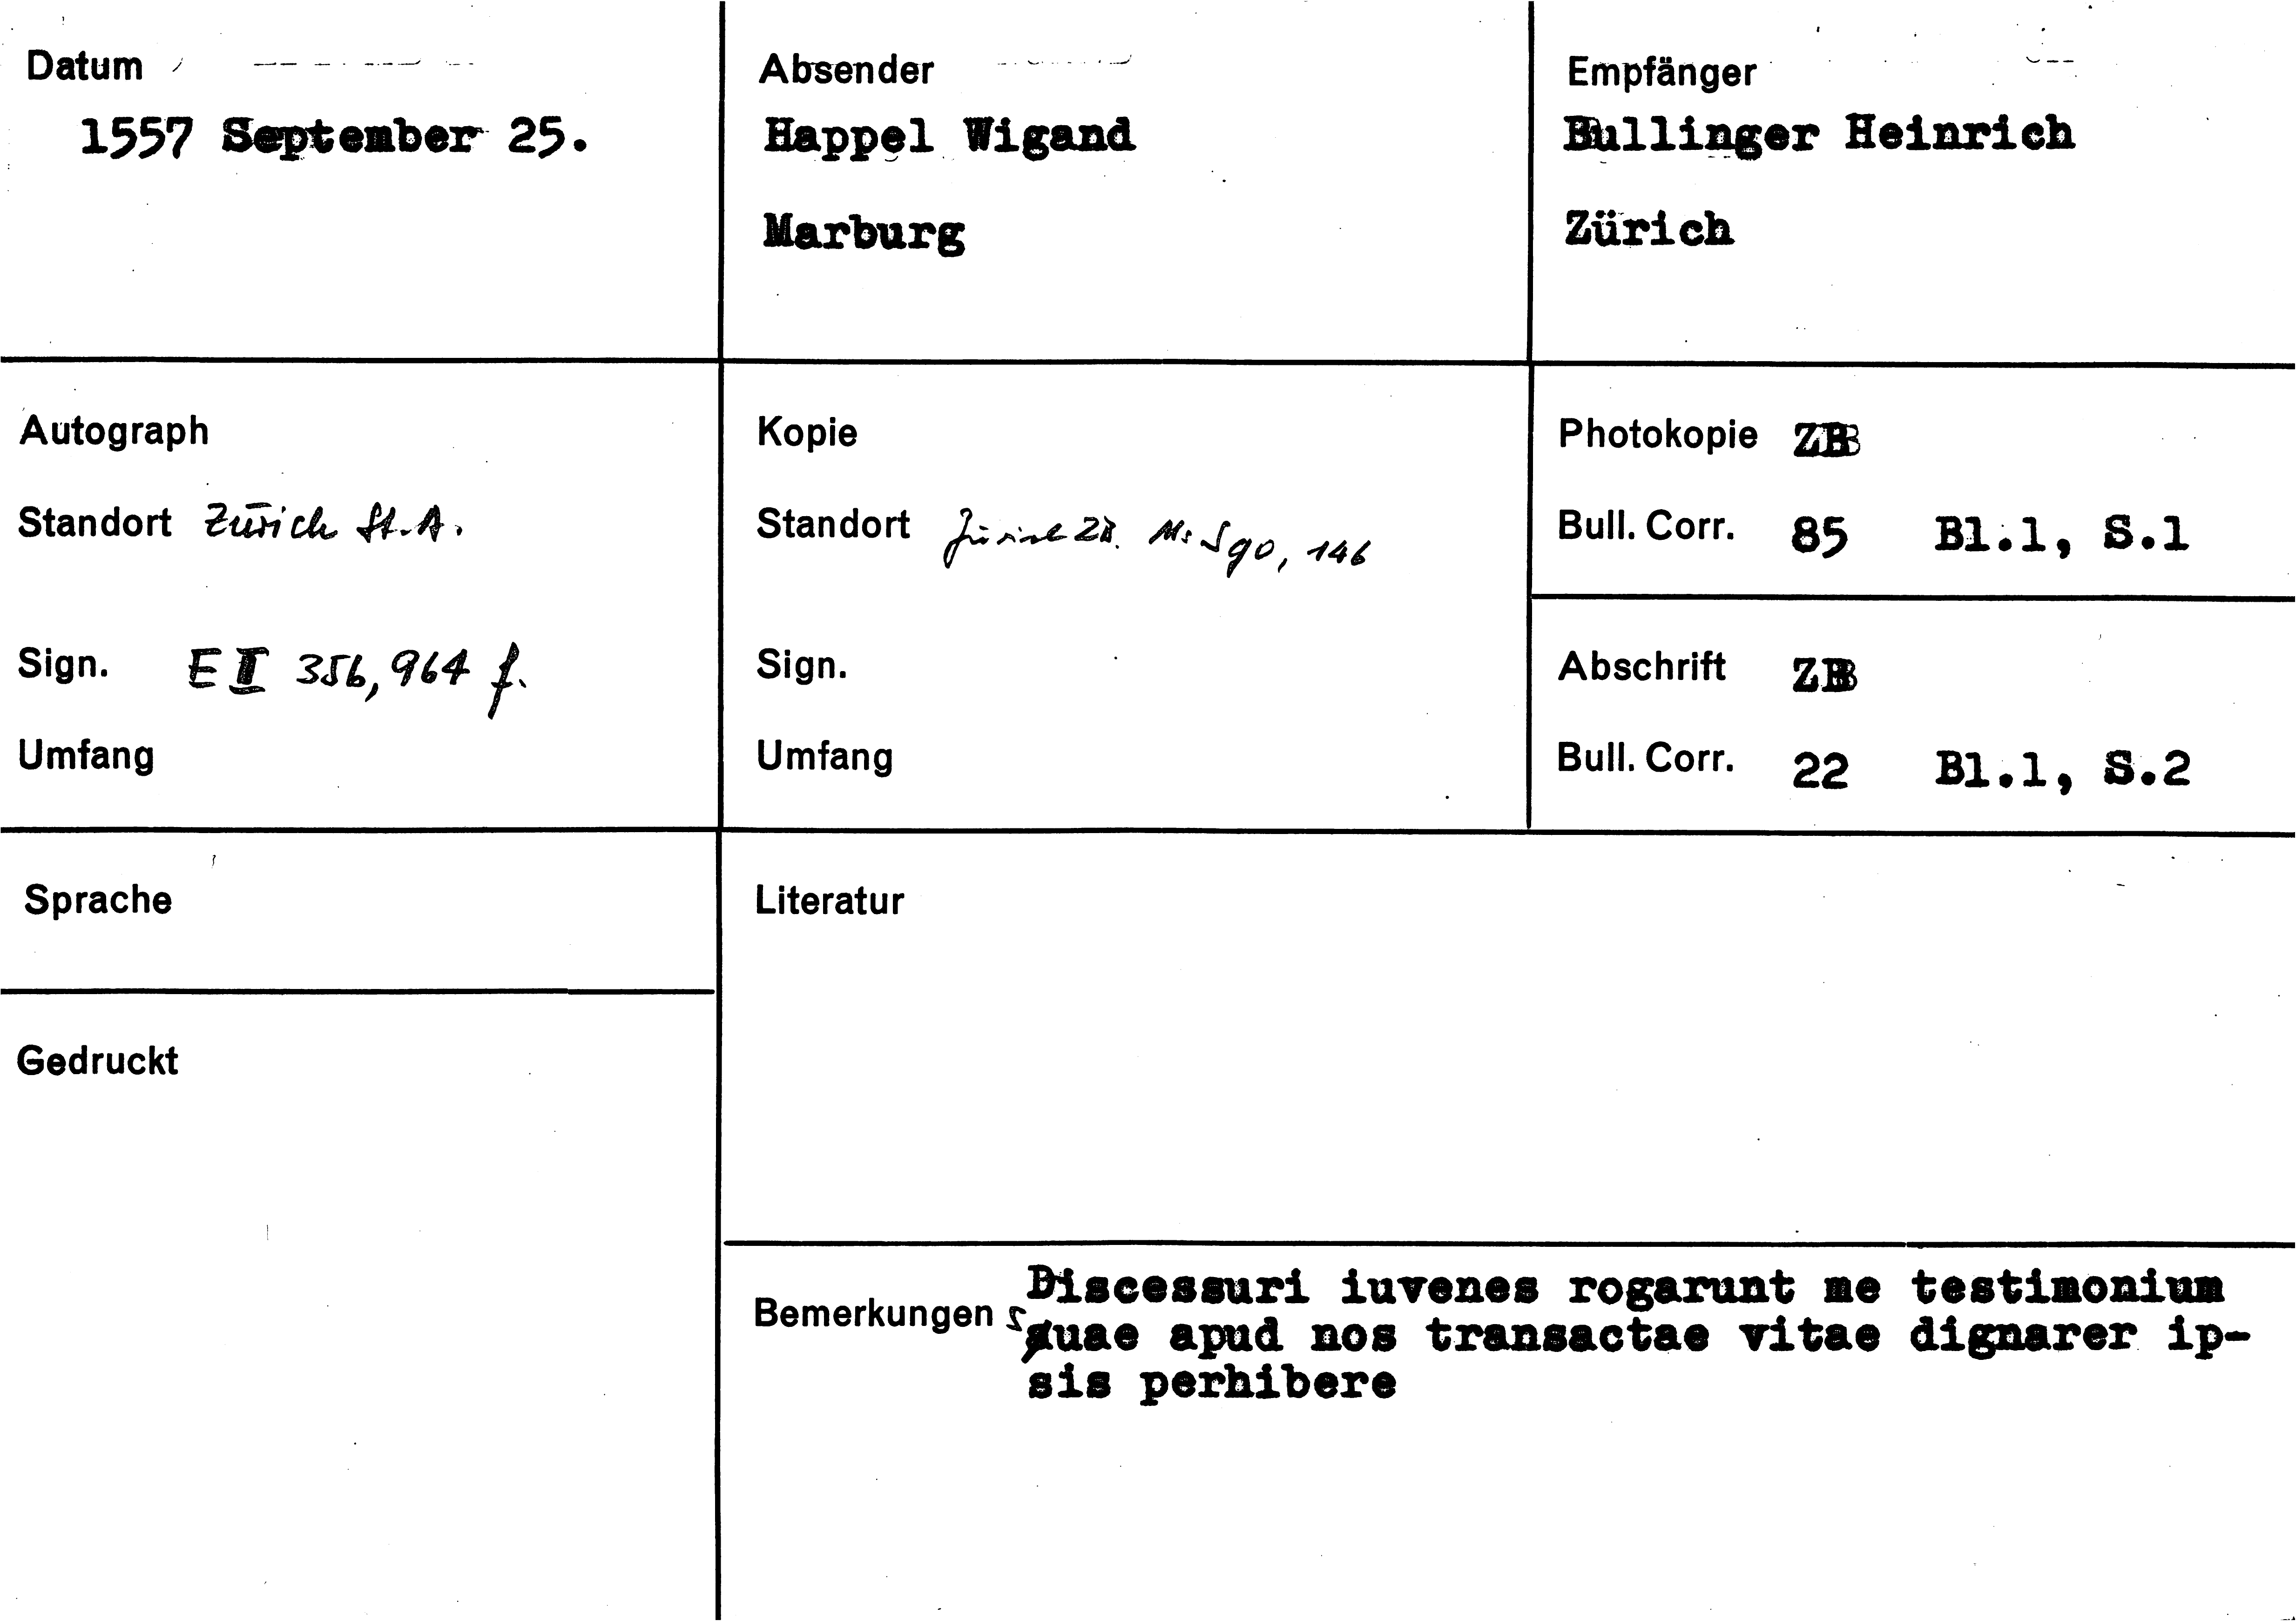 Datum
1557 September 25.
Absender
Happel Wigand
Marburg
Empfänger
Bullinger Heinrich
Zürich
Autograph
Standort Zürich St.A.
Sign. E II 356, 964 f.
Umfang
Kopie
Standort Zürich ZB. Ms S 90, 146
Sign.
Umfang
Photokopie ZB
Bull. Corr. 85 Bl.1, S.1
Abschrift ZB
Bull. Corr. 22 Bl.1, S.2
Sprache
Gedruckt
Literatur
Bemerkungen
Discessuri iuvenes rogarunt me testimonium
suae apud nos transactae vitae dignarer ip-
sis perhibere